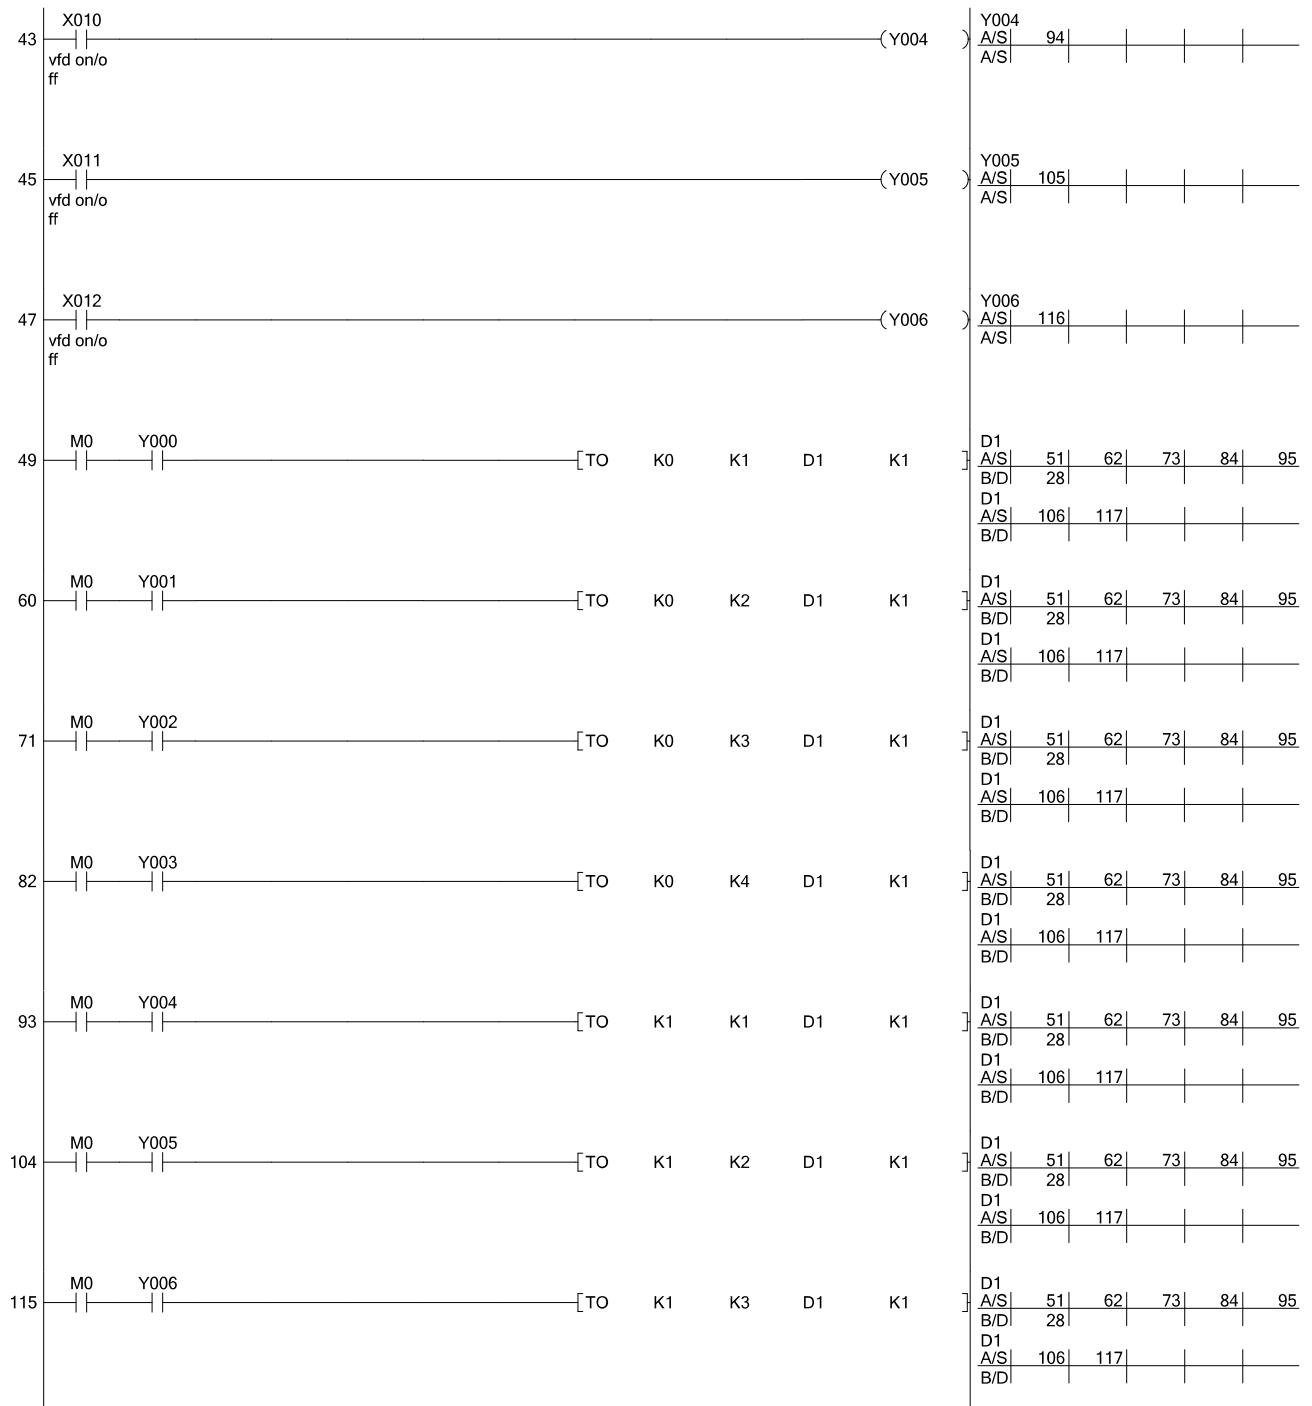 X010 Y004
43 (Y004 ) A/S 94
vfd on/o A/S
ff
X011 Y005
45 (Y005 ) A/S 105
vfd on/o A/S
ff
X012 Y006
47 (Y006 ) A/S 116
vfd on/o A/S
ff
M0 Y000 D1
49 [TO K0 K1 D1 K1 ] A/S 51 62 73 84 95
B/D 28
D1
A/S 106 117
B/D
M0 Y001 D1
60 [TO K0 K2 D1 K1 ] A/S 51 62 73 84 95
B/D 28
D1
A/S 106 117
B/D
M0 Y002 D1
71 [TO K0 K3 D1 K1 ] A/S 51 62 73 84 95
B/D 28
D1
A/S 106 117
B/D
M0 Y003 D1
82 [TO K0 K4 D1 K1 ] A/S 51 62 73 84 95
B/D 28
D1
A/S 106 117
B/D
M0 Y004 D1
93 [TO K1 K1 D1 K1 ] A/S 51 62 73 84 95
B/D 28
D1
A/S 106 117
B/D
M0 Y005 D1
104 [TO K1 K2 D1 K1 ] A/S 51 62 73 84 95
B/D 28
D1
A/S 106 117
B/D
M0 Y006 D1
115 [TO K1 K3 D1 K1 ] A/S 51 62 73 84 95
B/D 28
D1
A/S 106 117
B/D